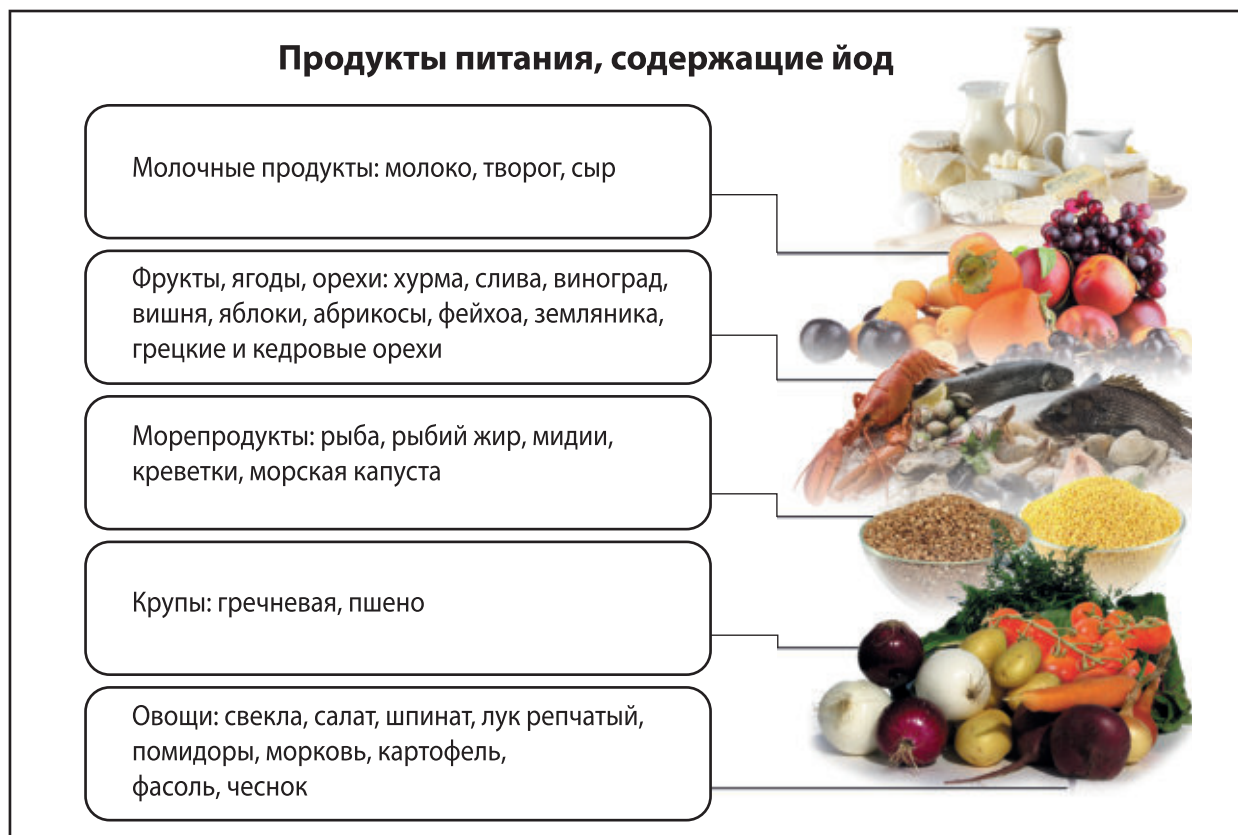 Продукты питания, содержащие йод
Молочные продукты: молоко, творог, сыр
Фрукты, ягоды, орехи: хурма, слива, виноград,
вишня, яблоки, абрикосы, фейхоа, земляника,
грецкие и кедровые орехи
Морепродукты: рыба, рыбий жир, мидии,
креветки, морская капуста
Крупы: гречневая, пшено
Овощи: свекла, салат, шпинат, лук репчатый,
помидоры, морковь, картофель,
фасоль, чеснок